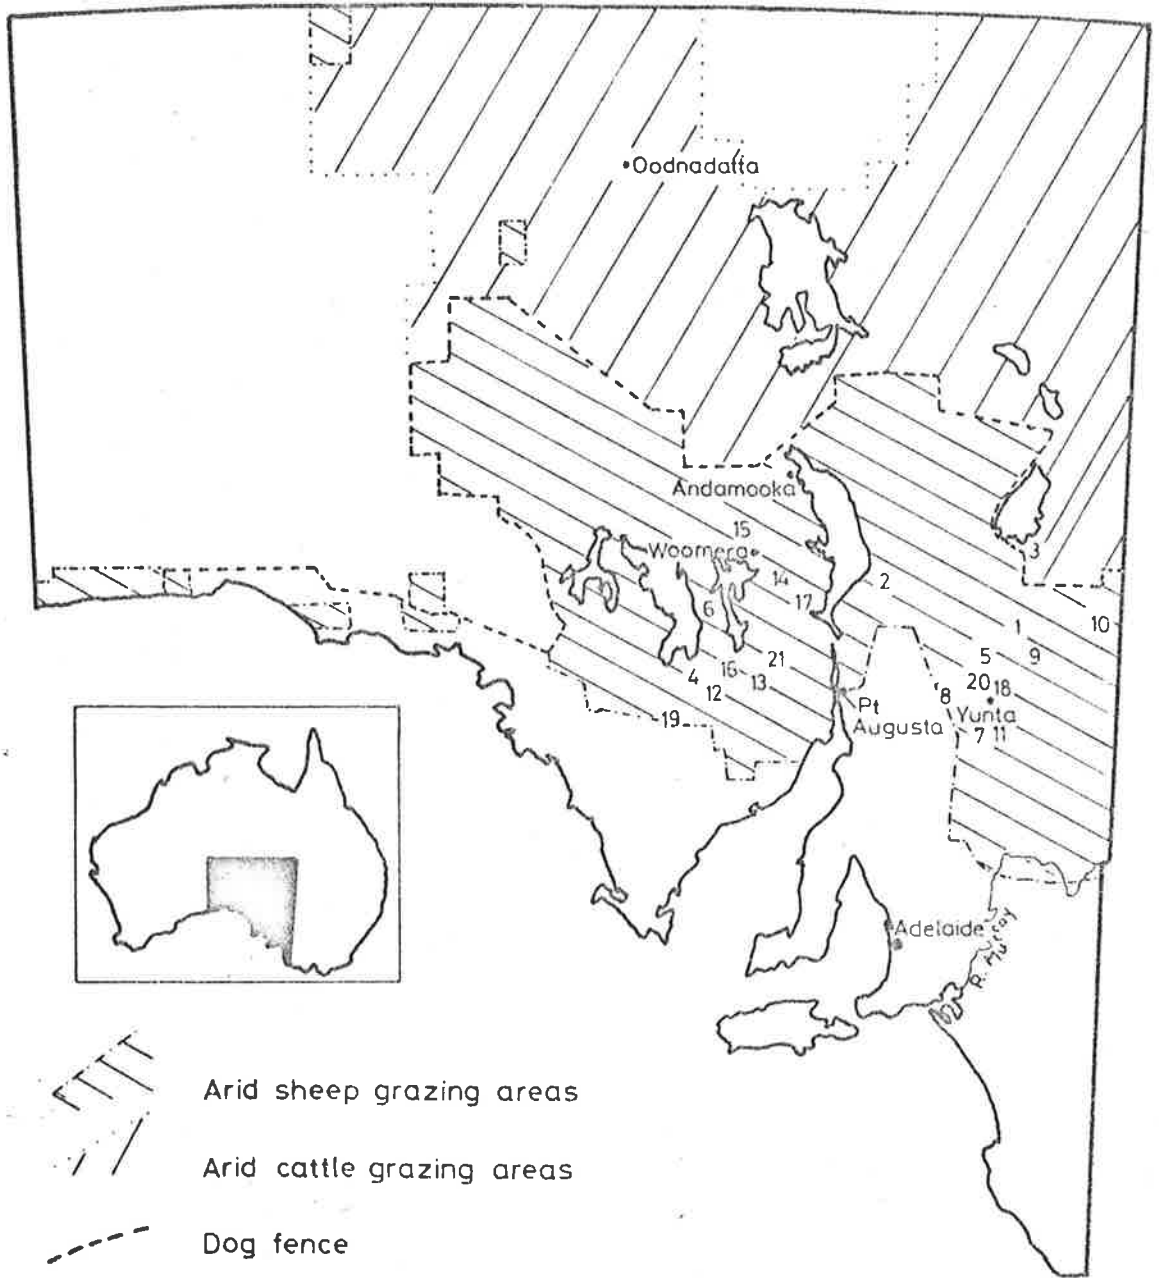 Oodnadatta
Andamooka
15
Woomera
3
14
2
6
17
10
1
21
5
9
16
4
13
20
18
12
8
Pt
Augusta
Yunta
19
7
11
Adelaide
R. Murray
Arid sheep grazing areas
Arid cattle grazing areas
Dog fence